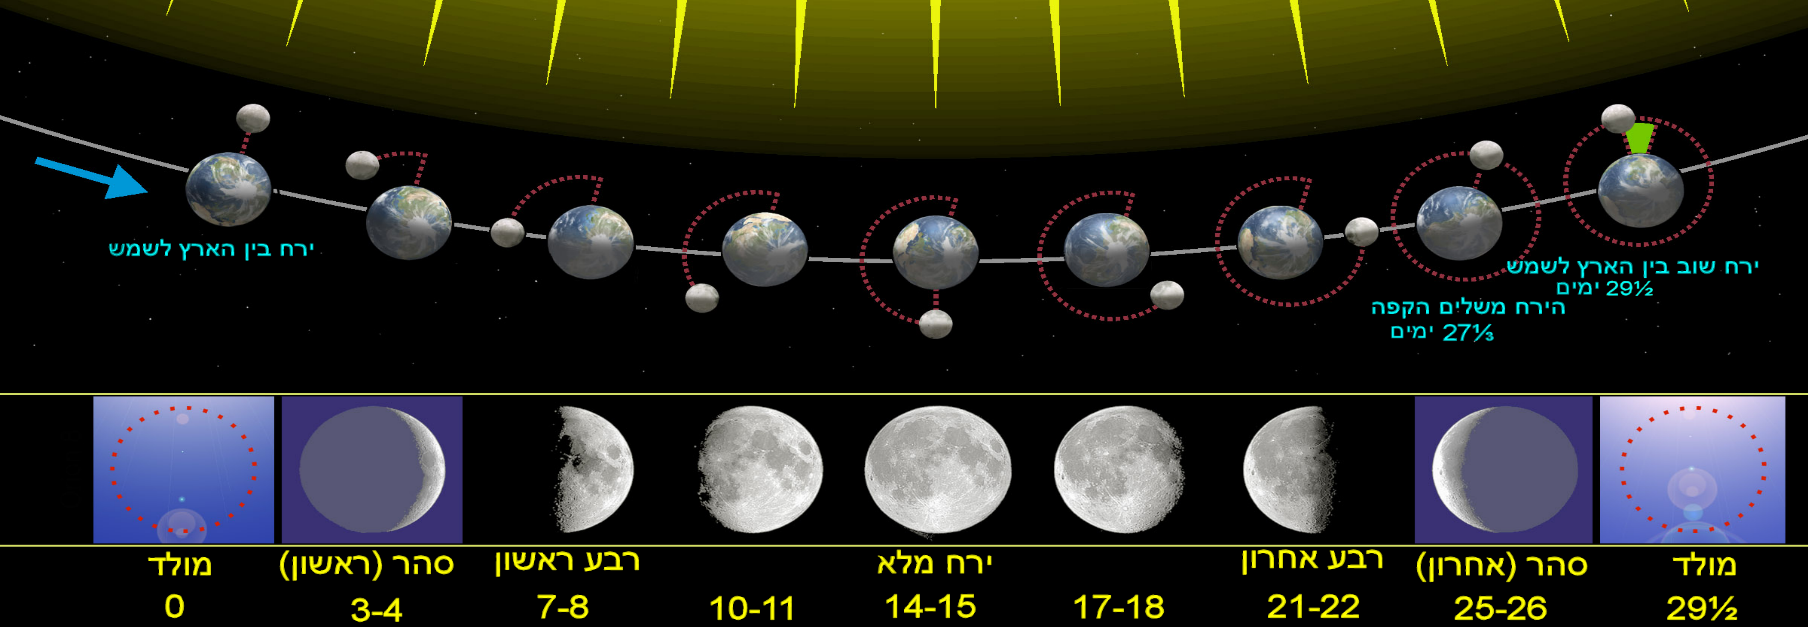 ירח בין הארץ לשמש
ירח שוב בין הארץ לשמש
29½ ימים
הירח משלים הקפה
27⅓ ימים
מולד
סהר (ראשון)
רבע ראשון
ירח מלא
רבע אחרון
סהר (אחרון)
מולד
0
3-4
7-8
10-11
14-15
17-18
21-22
25-26
29½